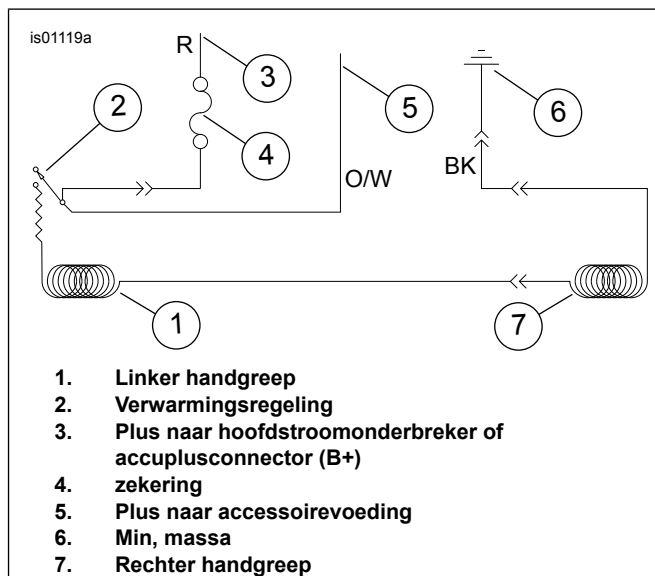 is01119a
R
3
2
4
5
6
O/W
BK
1
7
1. Linker handgreep
2. Verwarmingsregeling
3. Plus naar hoofdstroomonderbreker of
accuplusconnector (B+)
4. zekering
5. Plus naar accessoirevoeding
6. Min, massa
7. Rechter handgreep